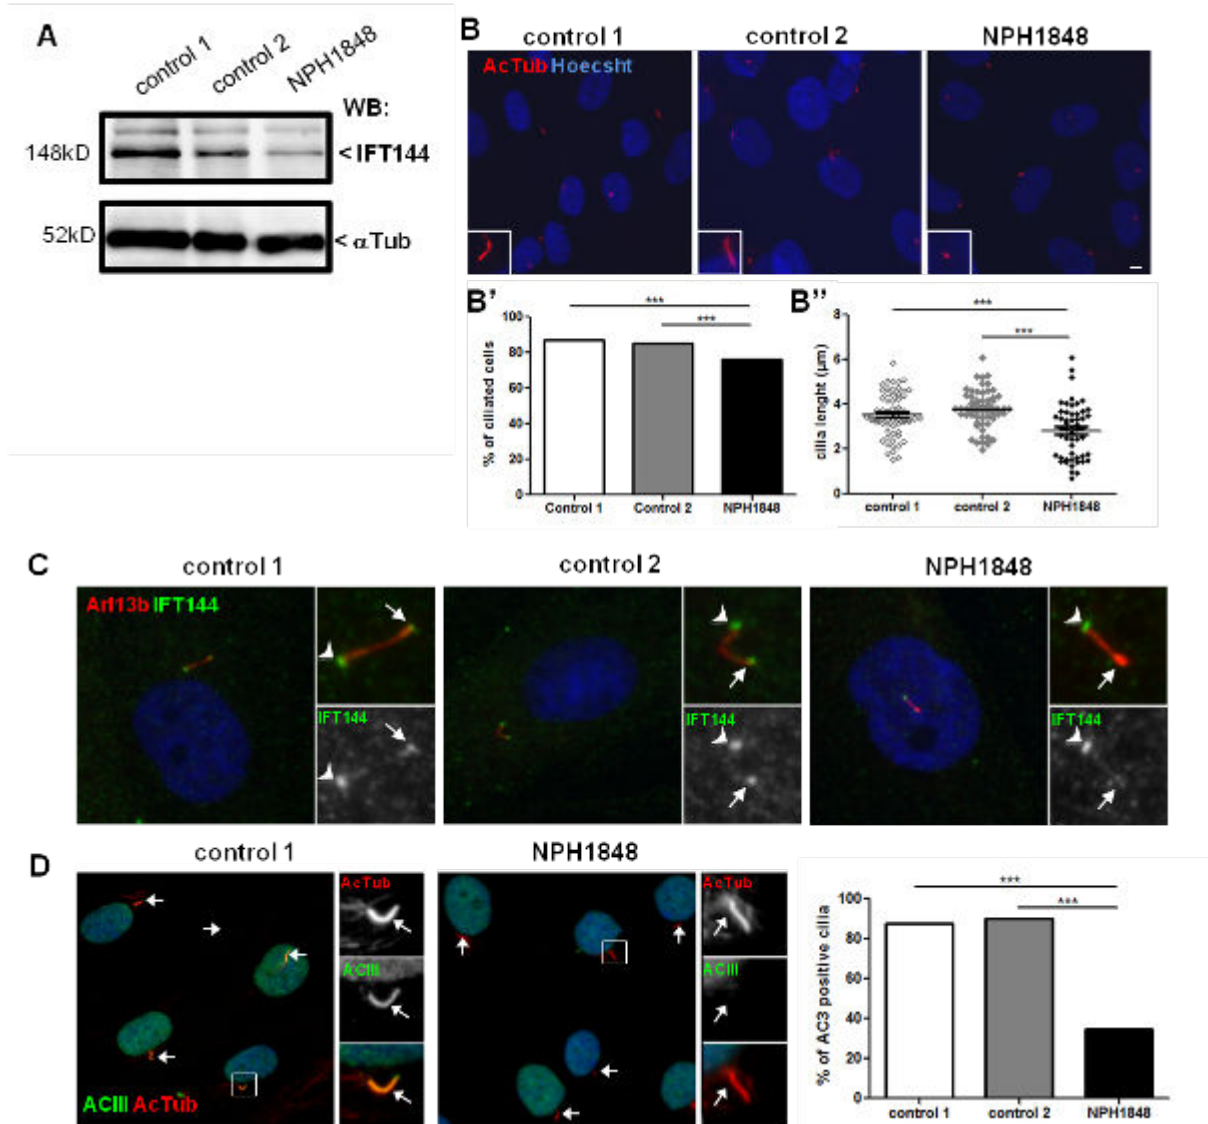 A
control 1
control 2
NPH1848
WB:
148kD
< IFT144
52kD
< αTub
B
control 1
control 2
NPH1848
AcTub Hoecsht
B'
***
***
% of ciliated cells
100
80
60
40
20
0
Control 1
Control 2
NPH1848
B''
***
***
cilia lenght (µm)
8
6
4
2
0
control 1
control 2
NPH1848
C
control 1
control 2
NPH1848
Arl13b IFT144
IFT144
IFT144
IFT144
D
control 1
NPH1848
AcTub
ACIII
ACIII AcTub
AcTub
ACIII
***
***
% of AC3 positive cilia
100
80
60
40
20
0
control 1
control 2
NPH1848